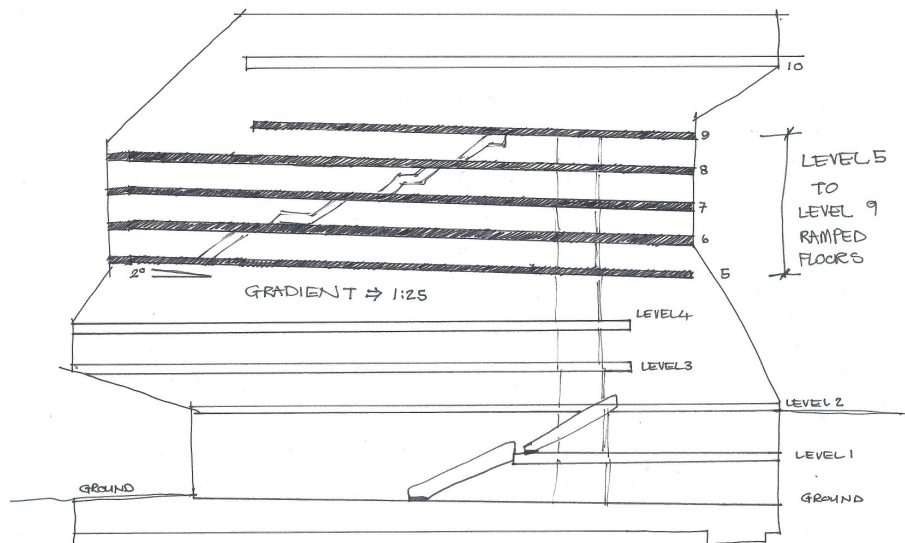 10
9
8
7
6
5
LEVEL 5
TO
LEVEL 9
RAMPED
FLOORS
2°
GRADIENT ⇒ 1:25
LEVEL 4
LEVEL 3
LEVEL 2
LEVEL 1
GROUND
GROUND